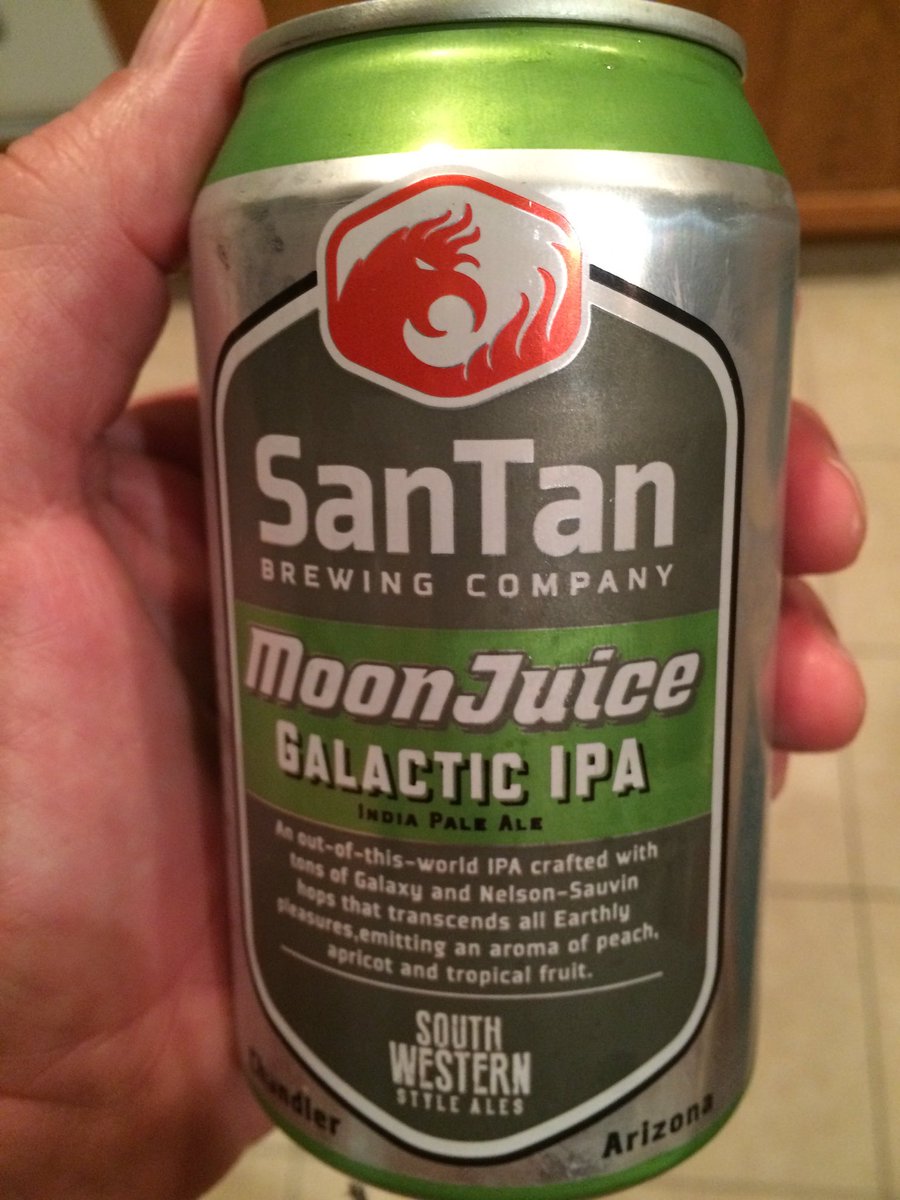 SanTan
BREWING COMPANY
MoonJuice
GALACTIC IPA
INDIA PALE ALE
An out-of-this-world IPA crafted with
tons of Galaxy and Nelson-Sauvin
hops that transcends all Earthly
pleasures,emitting an aroma of peach,
apricot and tropical fruit.
SOUTH
WESTERN
STYLE ALES
Chandler
Arizona